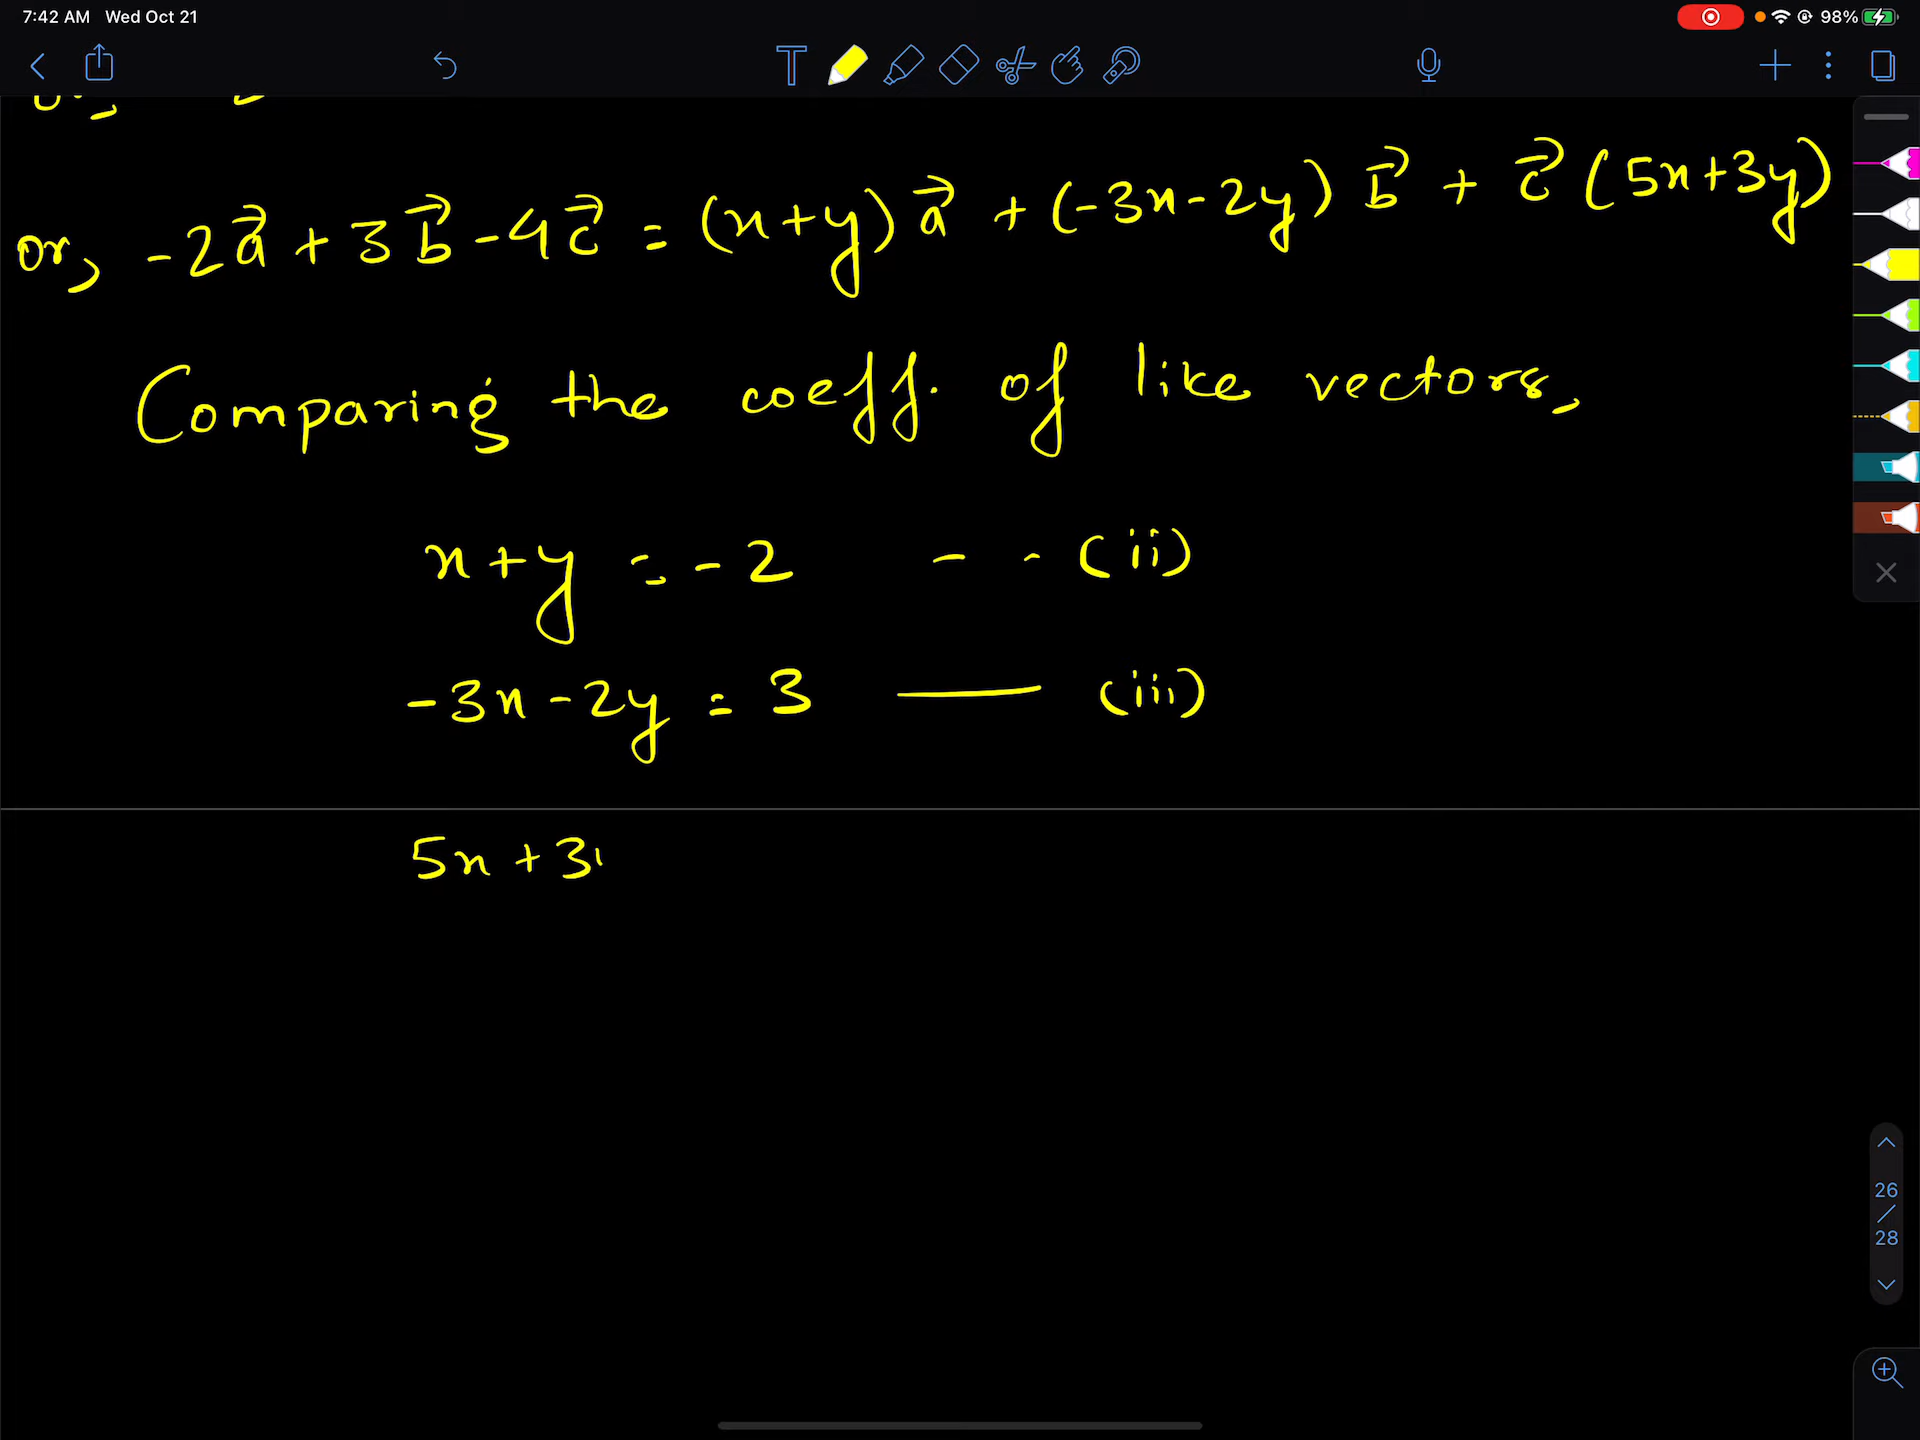 7:42 AM Wed Oct 21
98%
or, -2a⃗ + 3b⃗ - 4c⃗ = (x+y) a⃗ + (-3x-2y) b⃗ + c⃗ (5x+3y)
Comparing the coeff. of like vectors,
x+y = -2 - - (ii)
-3x-2y = 3 —— (iii)
5x + 3
26
/
28